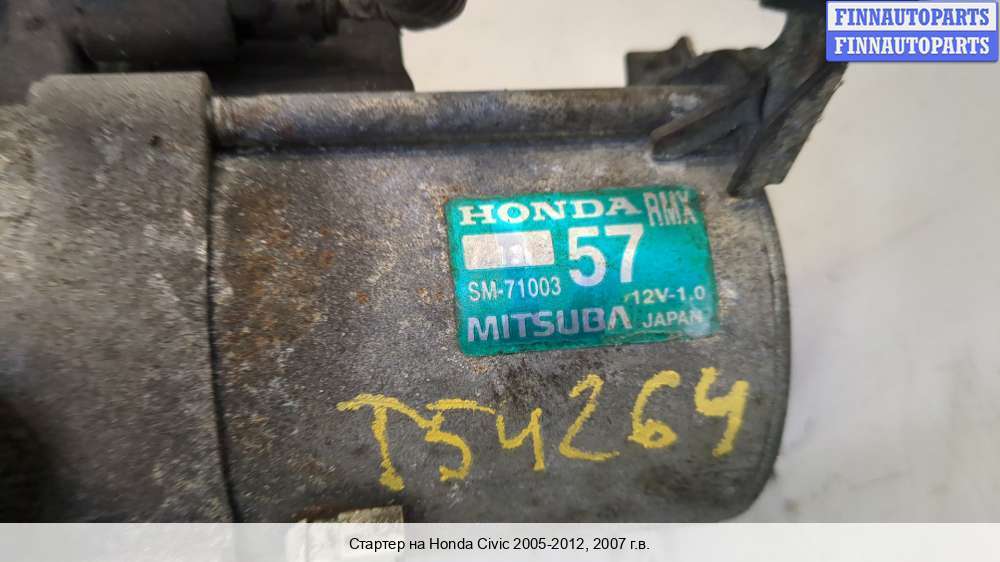 FINNAUTOPARTS
FINNAUTOPARTS
HONDA RMX
57
SM-71003
12V-1.0
MITSUBA JAPAN
T54264
Стартер на Honda Civic 2005-2012, 2007 г.в.